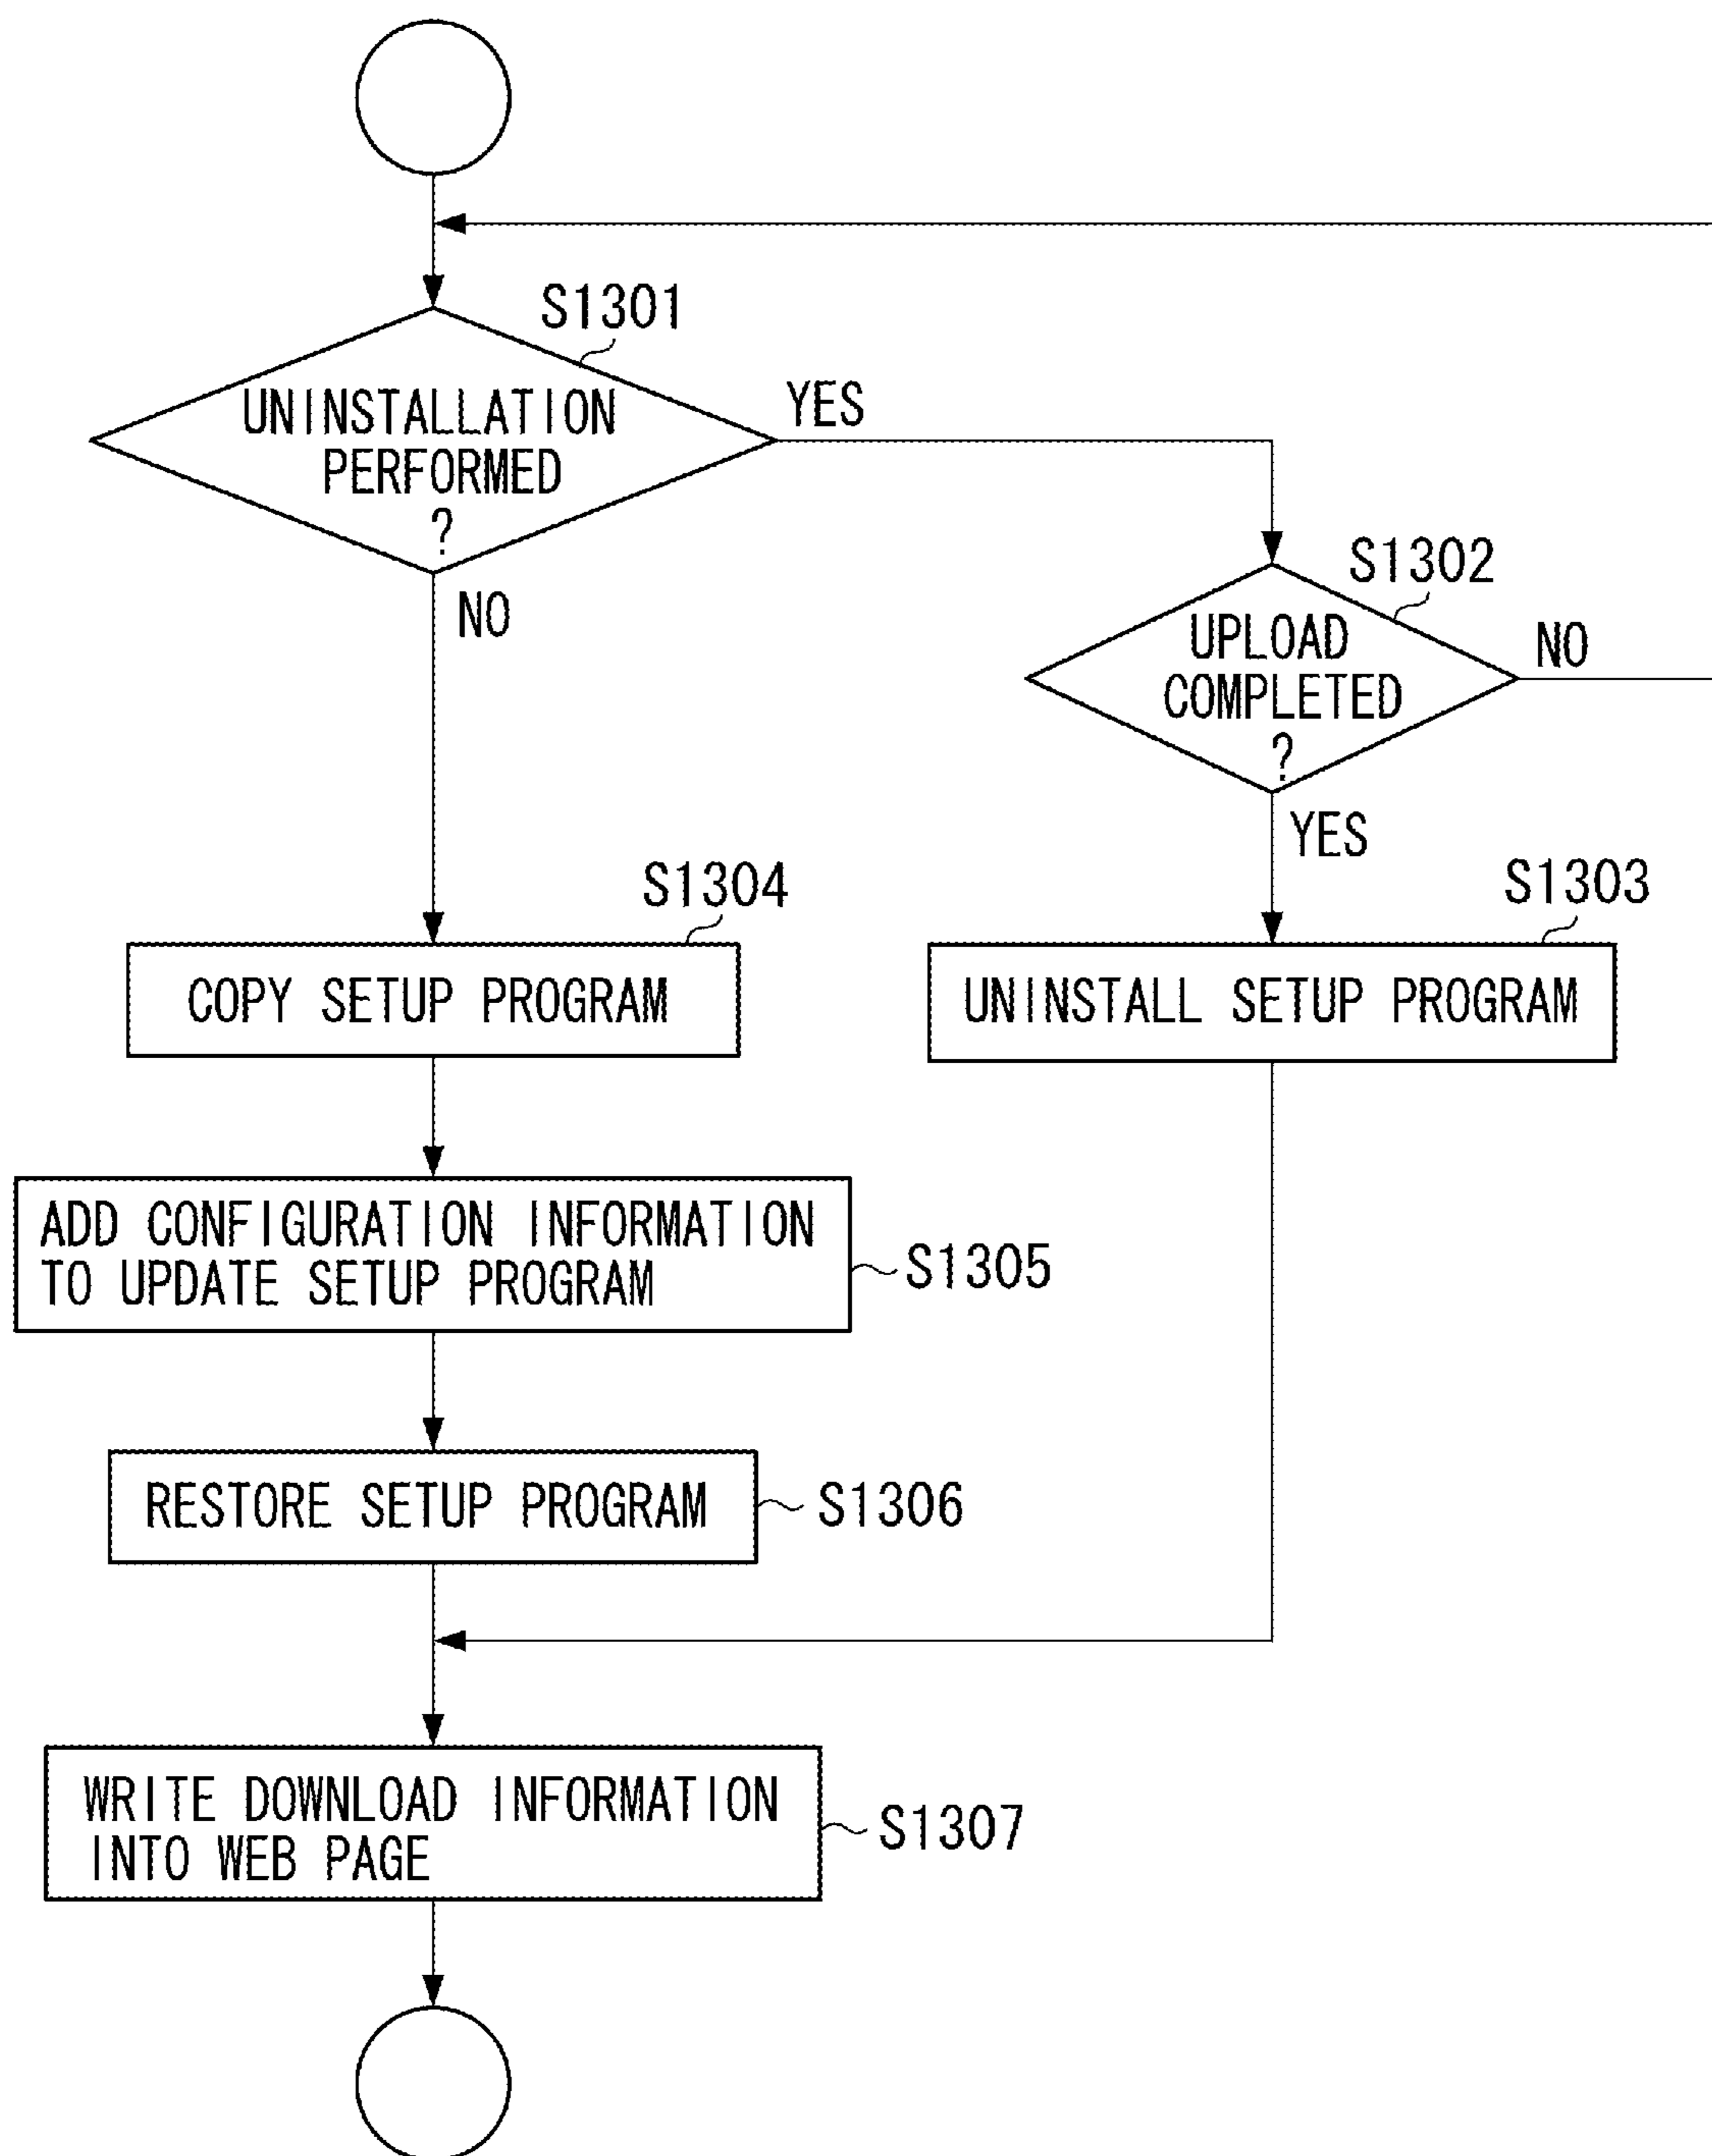 S1301
UNINSTALLATION
PERFORMED
?
YES
NO
S1302
UPLOAD
COMPLETED
?
NO
YES
S1304
COPY SETUP PROGRAM
S1303
UNINSTALL SETUP PROGRAM
ADD CONFIGURATION INFORMATION
TO UPDATE SETUP PROGRAM
S1305
RESTORE SETUP PROGRAM
S1306
WRITE DOWNLOAD INFORMATION
INTO WEB PAGE
S1307